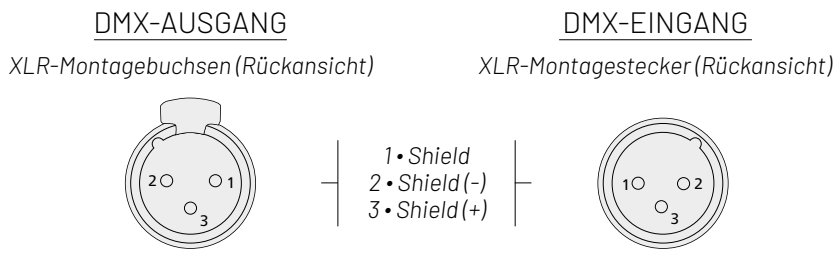 DMX-AUSGANG
XLR-Montagebuchsen (Rückansicht)
2 1
3
1 • Shield
2 • Shield (-)
3 • Shield (+)
DMX-EINGANG
XLR-Montagestecker (Rückansicht)
1 2
3